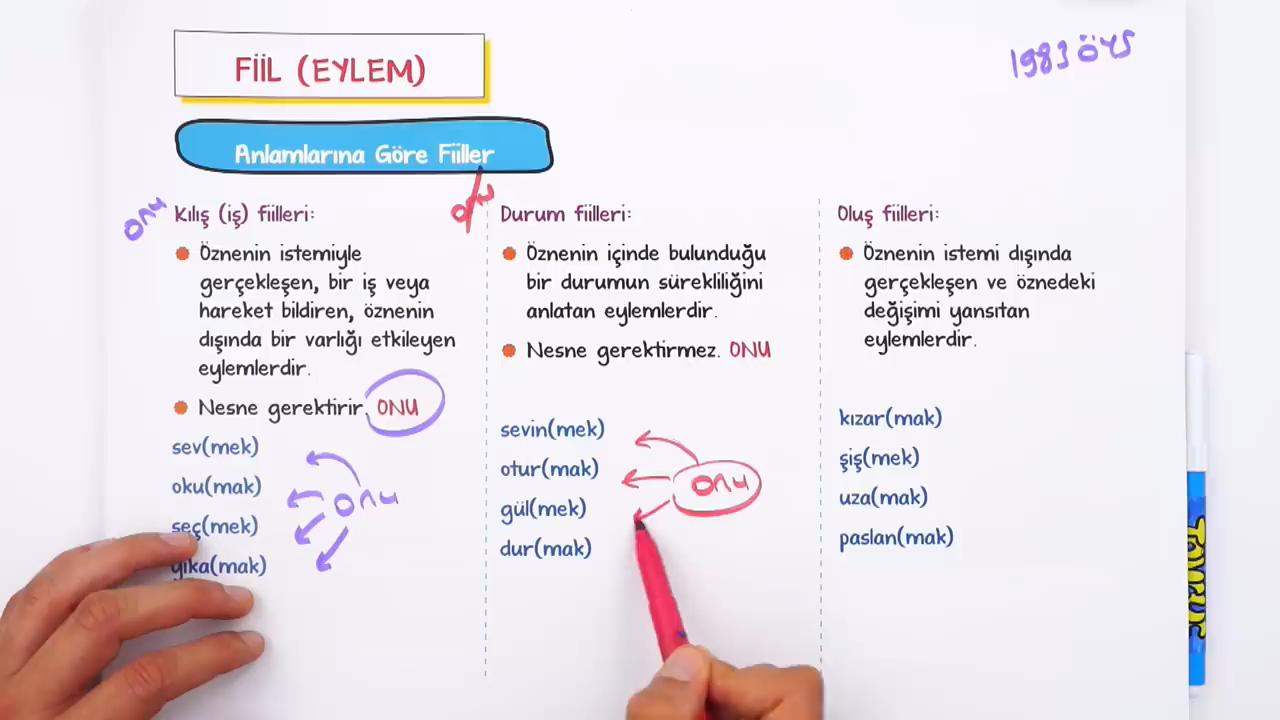 1983 ÖYS
FİİL (EYLEM)
Anlamlarına Göre Fiiller
onu
Kılış (iş) fiilleri:
Öznenin istemiyle
gerçekleşen, bir iş veya
hareket bildiren, öznenin
dışında bir varlığı etkileyen
eylemlerdir.
Nesne gerektirir. ONU
sev(mek)
oku(mak)
seç(mek)
yıka(mak)
onu
onu
Durum fiilleri:
Öznenin içinde bulunduğu
bir durumun sürekliliğini
anlatan eylemlerdir.
Nesne gerektirmez. ONU
sevin(mek)
otur(mak)
gül(mek)
dur(mak)
onu
Oluş fiilleri:
Öznenin istemi dışında
gerçekleşen ve öznedeki
değişimi yansıtan
eylemlerdir.
kızar(mak)
şiş(mek)
uza(mak)
paslan(mak)